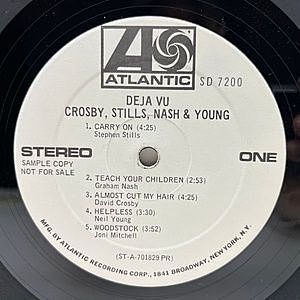 ATLANTIC
SD 7200
DEJA VU
CROSBY, STILLS, NASH & YOUNG
1. CARRY ON (4:25)
Stephen Stills
STEREO
ONE
SAMPLE COPY
NOT FOR SALE
2. TEACH YOUR CHILDREN (2:53)
Graham Nash
3. ALMOST CUT MY HAIR (4:25)
David Crosby
4. HELPLESS (3:30)
Neil Young
5. WOODSTOCK (3:52)
Joni Mitchell
(ST-A-701829 PR)
MFG. BY ATLANTIC RECORDING CORP., 1841 BROADWAY, NEW YORK, N.Y.